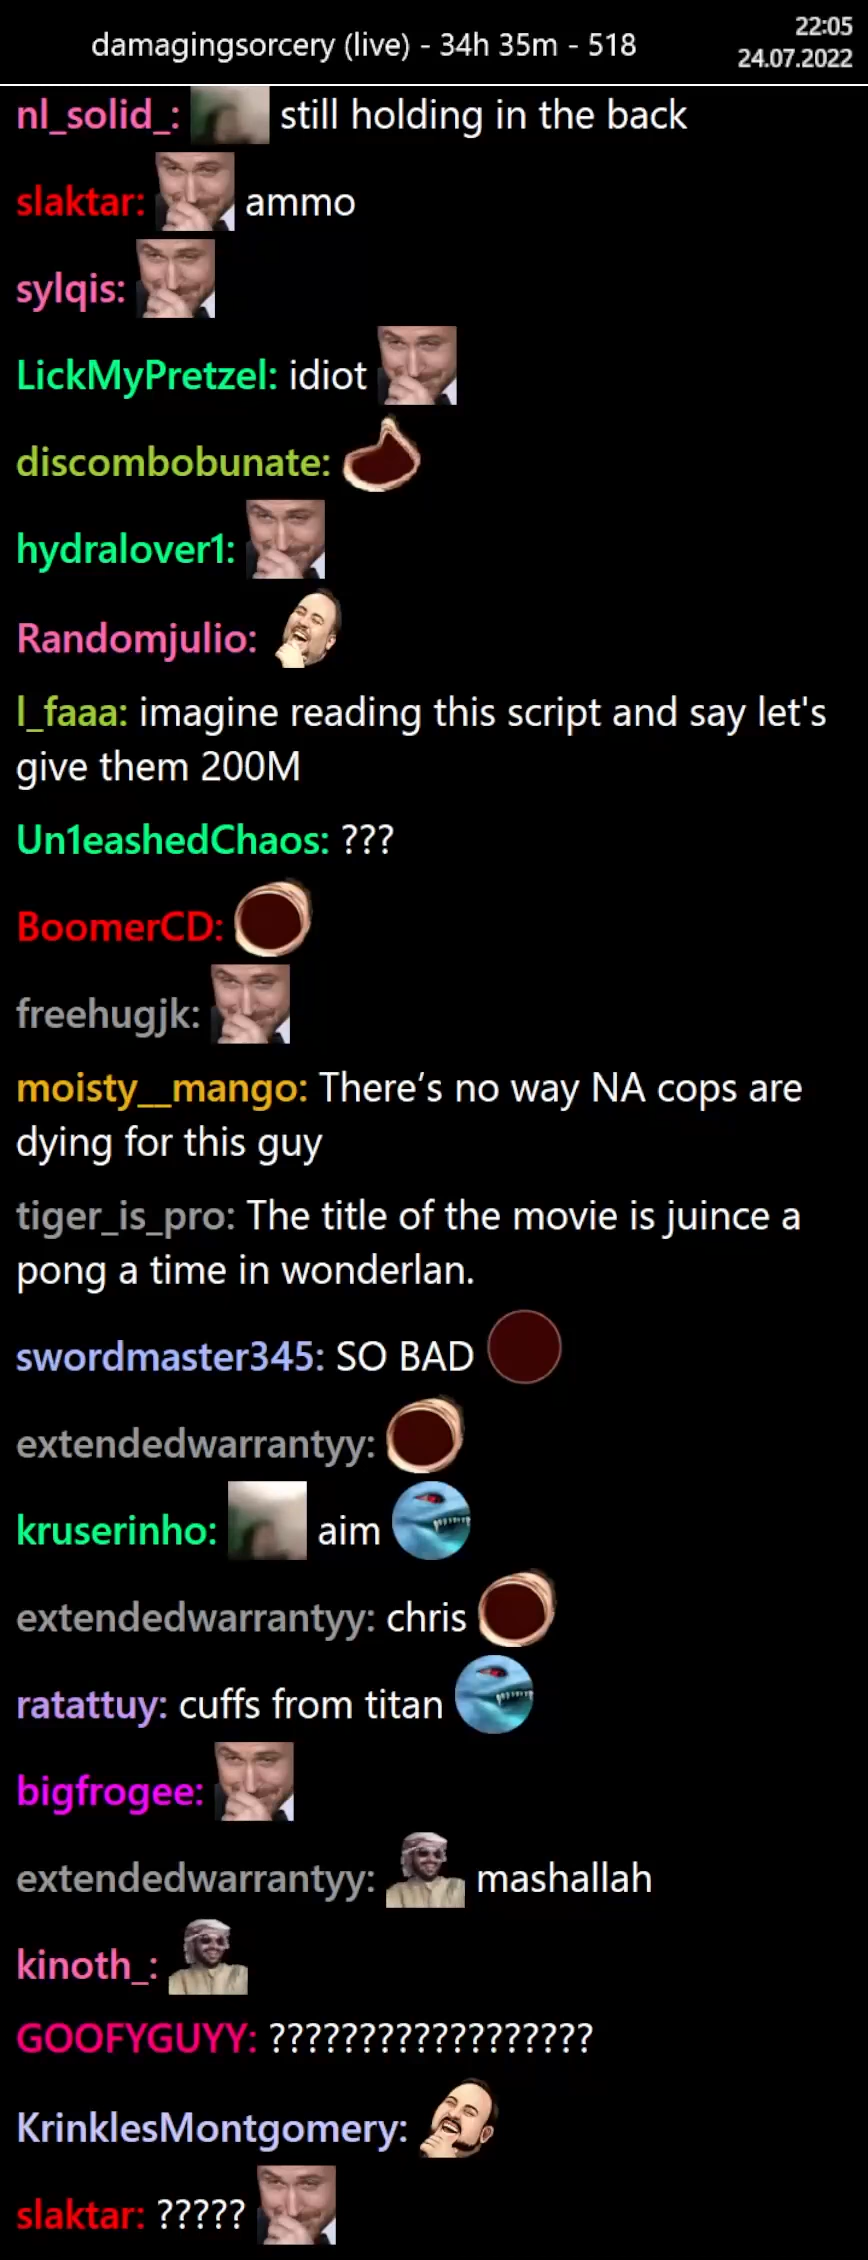 damagingsorcery (live) - 34h 35m - 518
22:05
24.07.2022
nl_solid_: still holding in the back
slaktar: ammo
sylqis:
LickMyPretzel: idiot
discombobunate:
hydralover1:
Randomjulio:
l_faaa: imagine reading this script and say let's
give them 200M
Un1eashedChaos: ???
BoomerCD:
freehugjk:
moisty__mango: There’s no way NA cops are
dying for this guy
tiger_is_pro: The title of the movie is juince a
pong a time in wonderlan.
swordmaster345: SO BAD
extendedwarrantyy:
kruserinho: aim
extendedwarrantyy: chris
ratattuy: cuffs from titan
bigfrogee:
extendedwarrantyy: mashallah
kinoth_:
GOOFYGUYY: ??????????????????
KrinklesMontgomery:
slaktar: ?????